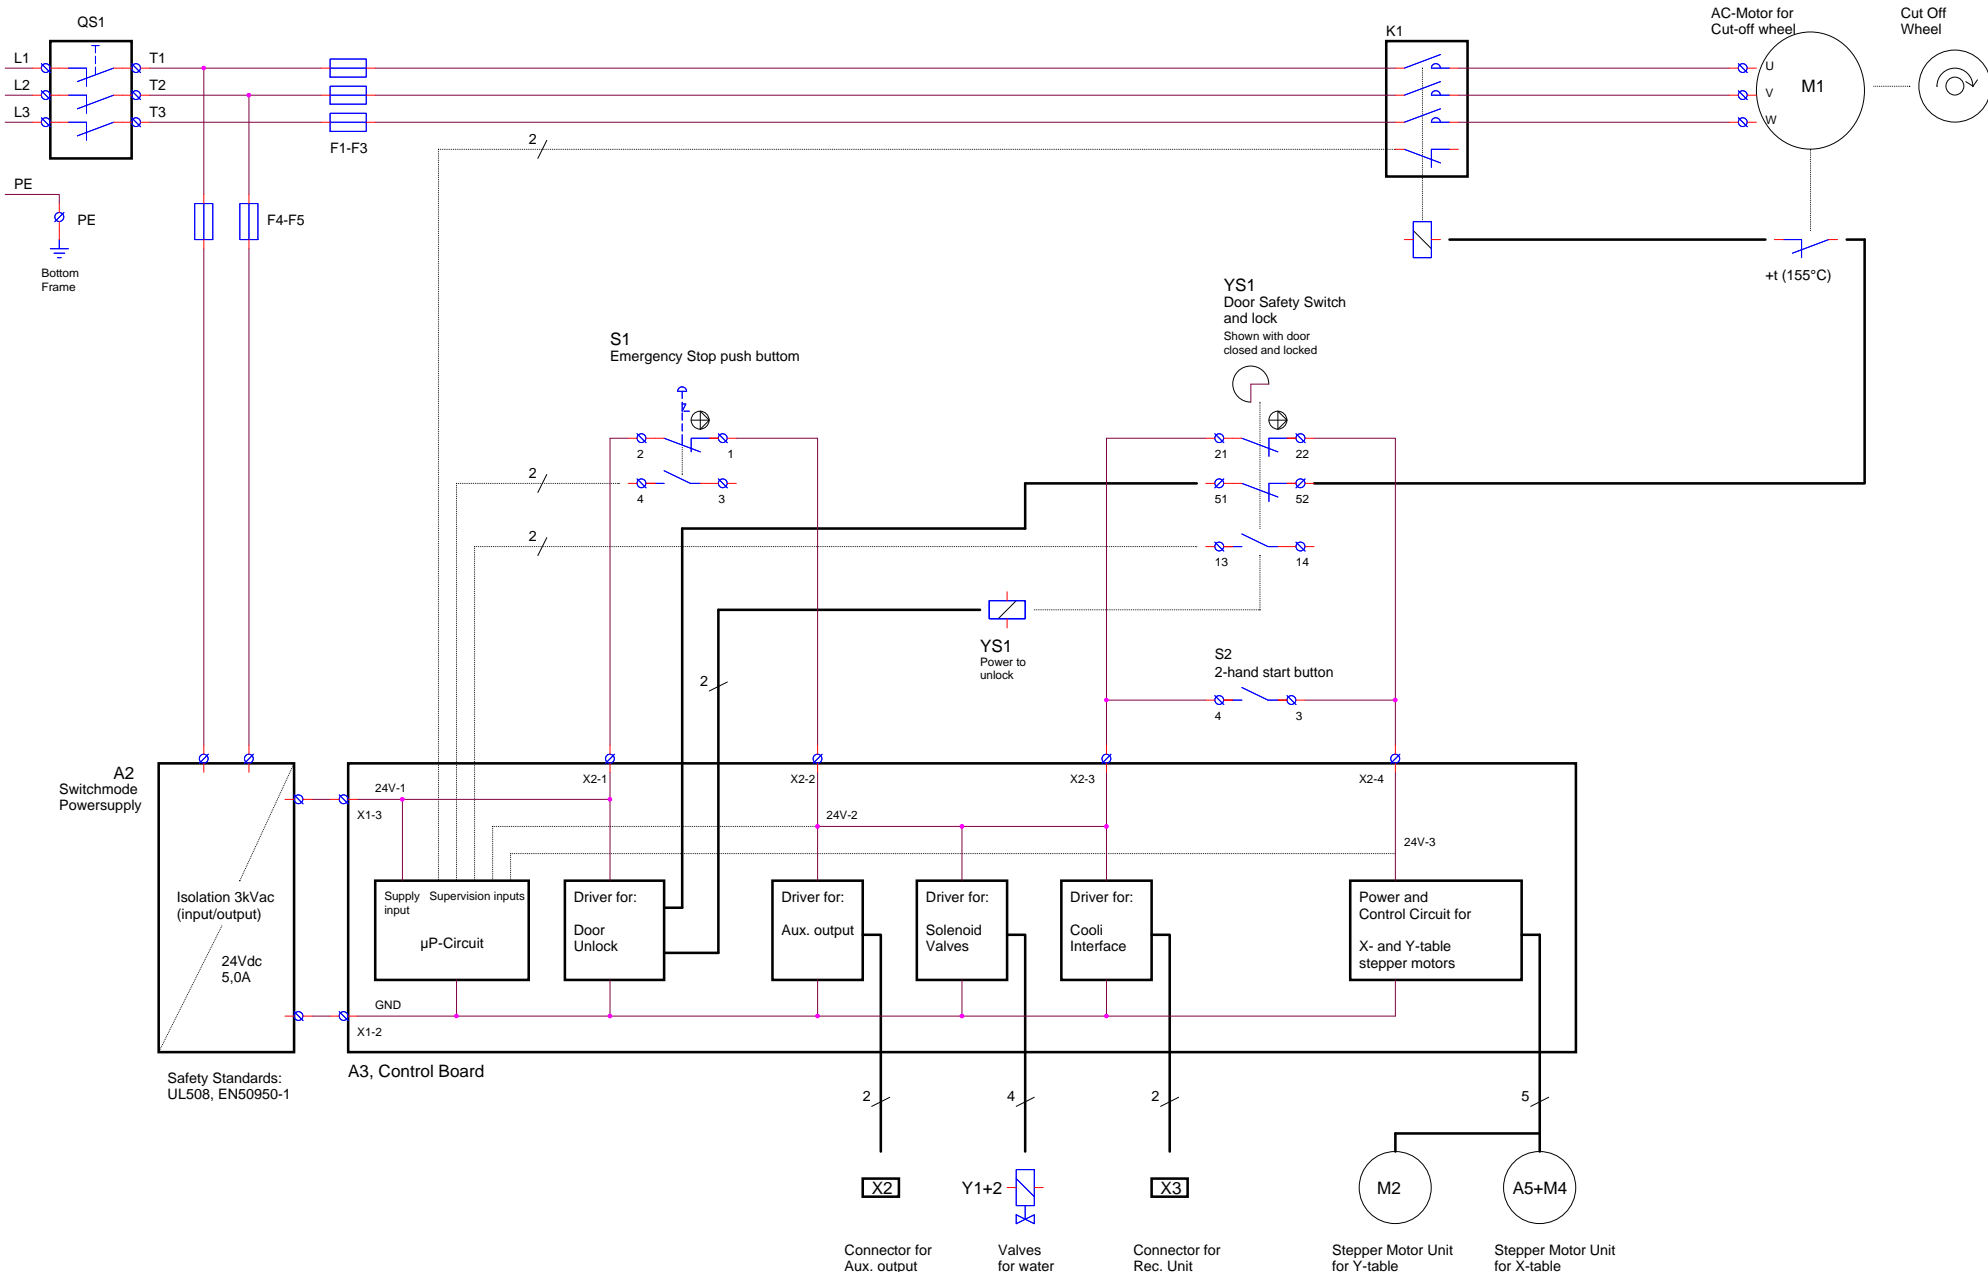 QS1
K1
AC-Motor for
Cut-off wheel
Cut Off
Wheel
L1
T1
U
L2
T2
V
M1
L3
T3
W
F1-F3
2
PE
PE
F4-F5
Bottom
Frame
+t (155°C)
YS1
Door Safety Switch
and lock
Shown with door
closed and locked
S1
Emergency Stop push buttom
2
1
21
22
2
4
3
51
52
2
13
14
YS1
Power to
unlock
S2
2-hand start button
2
4
3
A2
Switchmode
Powersupply
X2-1
X2-2
X2-3
X2-4
24V-1
X1-3
24V-2
24V-3
Isolation 3kVac
(input/output)
24Vdc
5,0A
Supply
input
Supervision inputs
µP-Circuit
Driver for:
Door
Unlock
Driver for:
Aux. output
Driver for:
Solenoid
Valves
Driver for:
Cooli
Interface
Power and
Control Circuit for
X- and Y-table
stepper motors
GND
X1-2
Safety Standards:
UL508, EN50950-1
A3, Control Board
2
4
2
5
X2
Y1+2
X3
M2
A5+M4
Connector for
Aux. output
Valves
for water
Connector for
Rec. Unit
Stepper Motor Unit
for Y-table
Stepper Motor Unit
for X-table